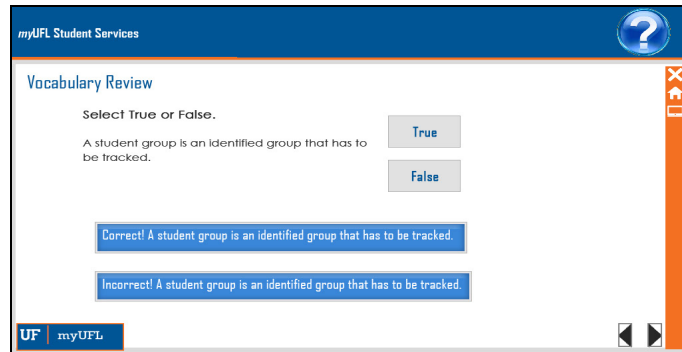 myUFL Student Services
?
Vocabulary Review
Select True or False.
A student group is an identified group that has to
be tracked.
True
False
Correct! A student group is an identified group that has to be tracked.
Incorrect! A student group is an identified group that has to be tracked.
UF | myUFL